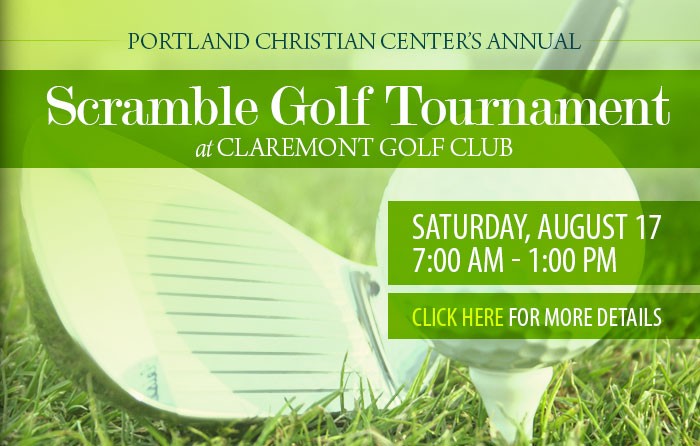 PORTLAND CHRISTIAN CENTER'S ANNUAL
Scramble Golf Tournament
at CLAREMONT GOLF CLUB
SATURDAY, AUGUST 17
7:00 AM - 1:00 PM
CLICK HERE FOR MORE DETAILS